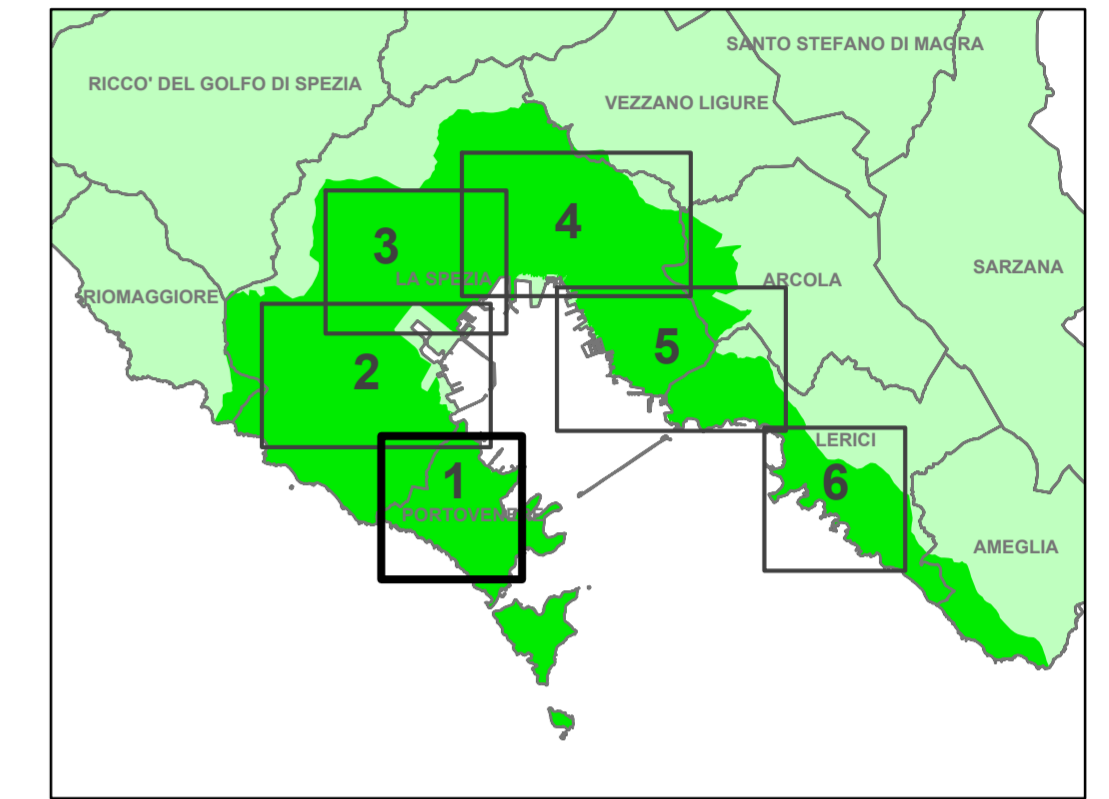 SANTO STEFANO DI MAGRA
RICCO' DEL GOLFO DI SPEZIA
VEZZANO LIGURE
4
3
SARZANA
LA SPEZIA
ARCOLA
RIOMAGGIORE
5
2
LERICI
1
6
PORTOVENERE
AMEGLIA